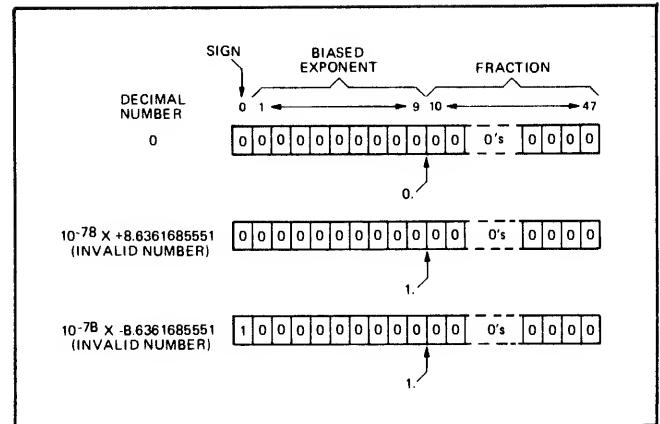 SIGN
BIASED EXPONENT
FRACTION
DECIMAL NUMBER
0 1 9 10 47
0 0 0 0 0 0 0 0 0 0 0 0 0 0's 0 0 0 0
0.
10-78 X +8.6361685551
(INVALID NUMBER)
0 0 0 0 0 0 0 0 0 0 0 0 0's 0 0 0 0
1.
10-78 X -8.6361685551
(INVALID NUMBER)
1 0 0 0 0 0 0 0 0 0 0 0 0's 0 0 0 0
1.